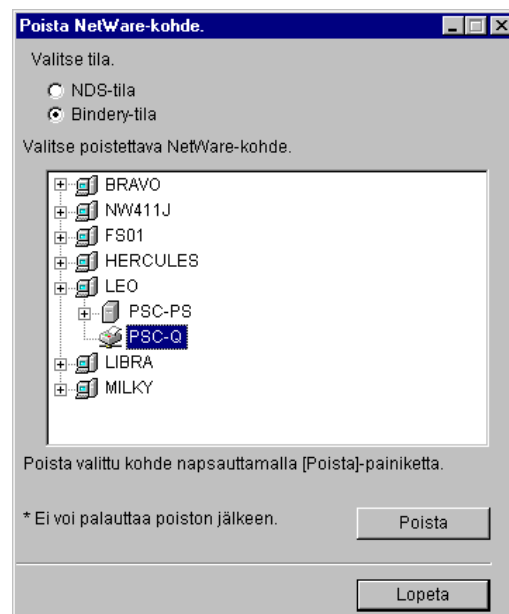 Poista NetWare-kohde.
Valitse tila.
NDS-tila
Bindery-tila
Valitse poistettava NetWare-kohde.
BRAVO
NW411J
FS01
HERCULES
LEO
PSC-PS
PSC-Q
LIBRA
MILKY
Poista valittu kohde napsauttamalla [Poista]-painiketta.
* Ei voi palauttaa poiston jälkeen.
Poista
Lopeta